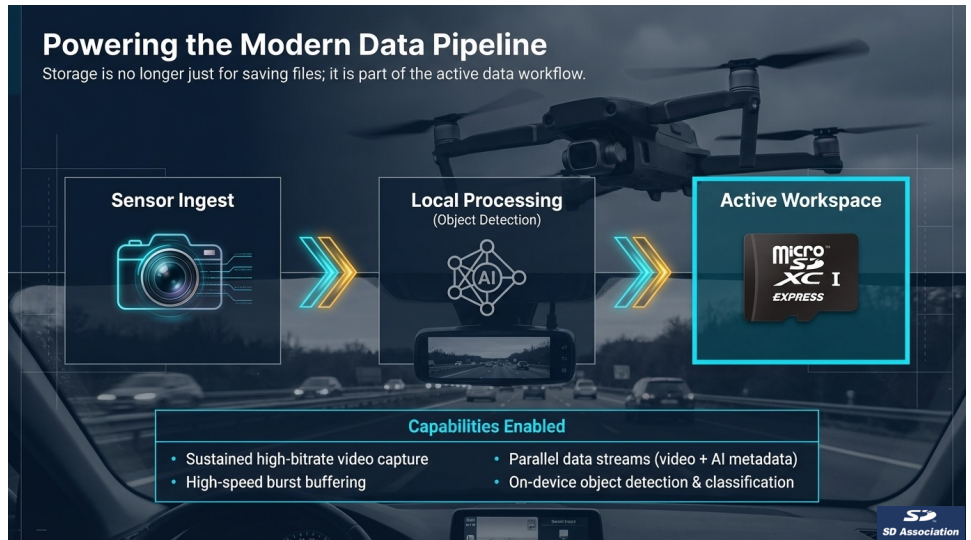 Powering the Modern Data Pipeline
Storage is no longer just for saving files; it is part of the active data workflow.
Sensor Ingest
Local Processing
(Object Detection)
AI
Active Workspace
micro
SD
XC I
EXPRESS
Capabilities Enabled
• Sustained high-bitrate video capture
• High-speed burst buffering
• Parallel data streams (video + AI metadata)
• On-device object detection & classification
SD
SD Association